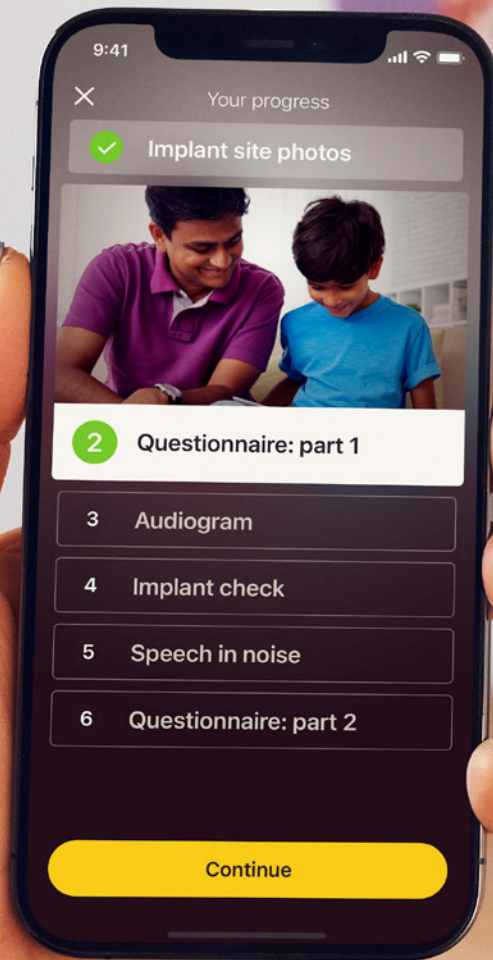 9:41
Your progress
Implant site photos
2 Questionnaire: part 1
3 Audiogram
4 Implant check
5 Speech in noise
6 Questionnaire: part 2
Continue